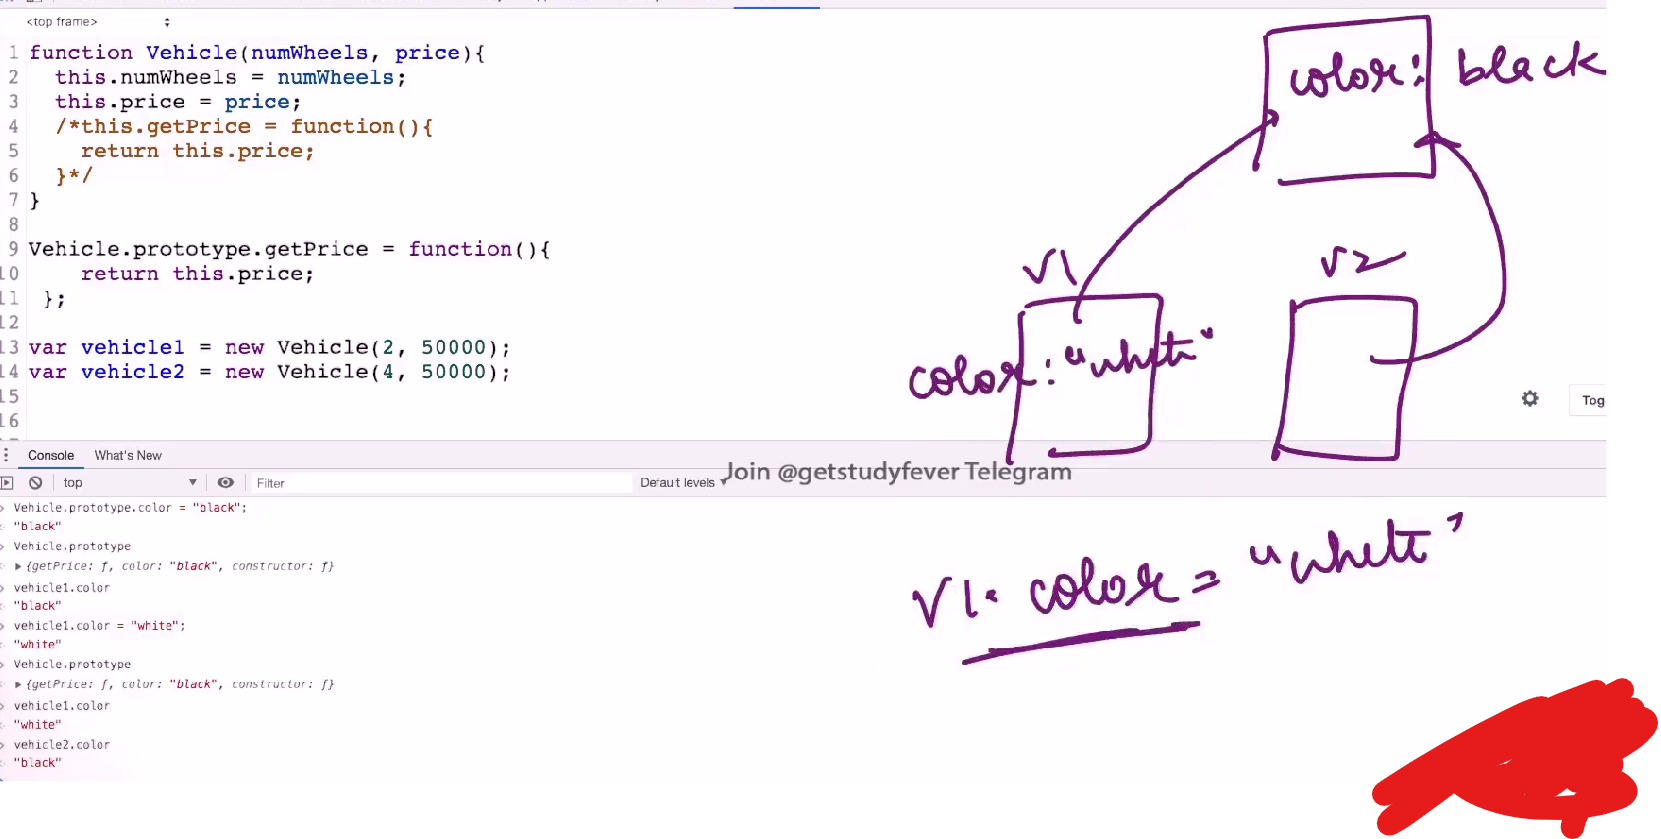 <top frame>
1 function Vehicle(numWheels, price){
2 this.numWheels = numWheels;
3 this.price = price;
4 /*this.getPrice = function(){
5 return this.price;
6 }*/
7 }
8
9 Vehicle.prototype.getPrice = function(){
10 return this.price;
11 };
12
13 var vehicle1 = new Vehicle(2, 50000);
14 var vehicle2 = new Vehicle(4, 50000);
15
16
color: black
V1
V2
color: "white"
Tog
Console What's New
top Filter Default levels
Join @getstudyfever Telegram
Vehicle.prototype.color = "black";
"black"
Vehicle.prototype
{getPrice: ƒ, color: "black", constructor: ƒ}
vehicle1.color
"black"
vehicle1.color = "white";
"white"
Vehicle.prototype
{getPrice: ƒ, color: "black", constructor: ƒ}
vehicle1.color
"white"
vehicle2.color
"black"
V1. color = "white"